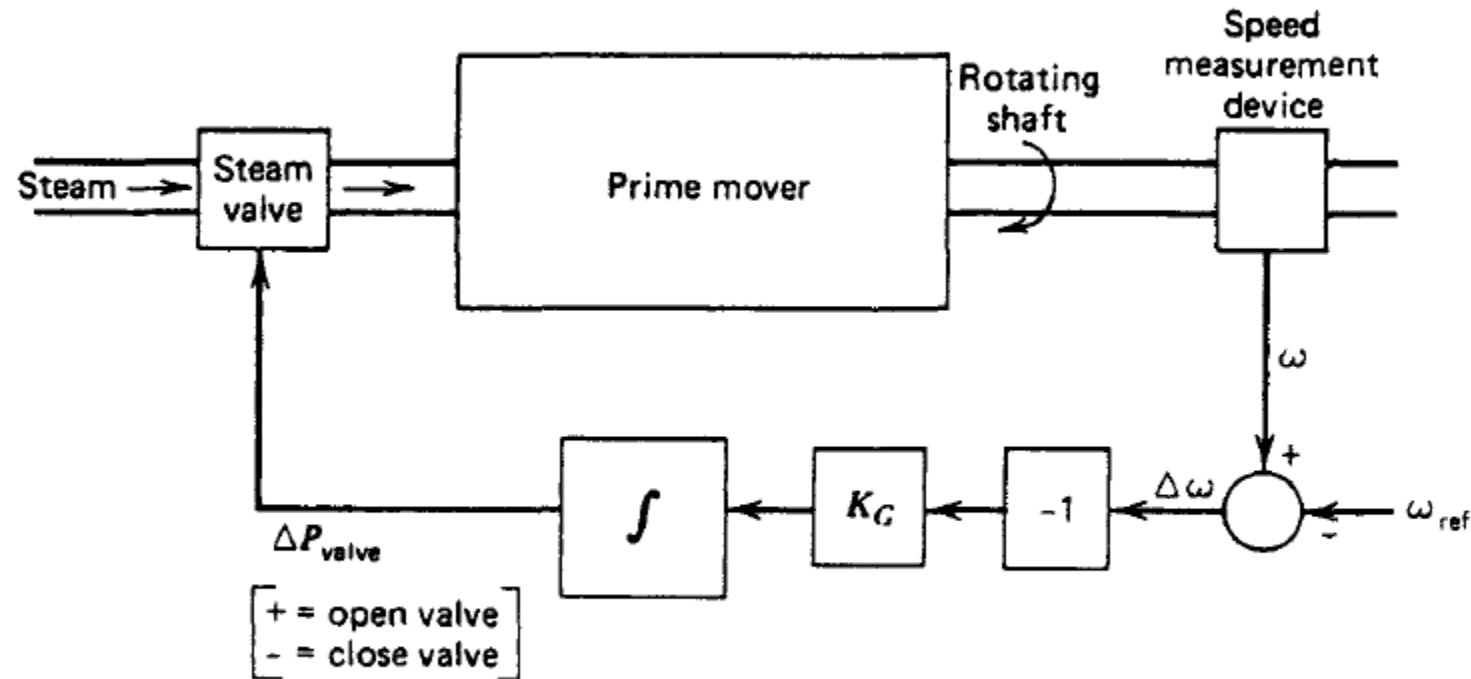 Speed
measurement
device
Rotating
shaft
Steam
Steam
valve
Prime mover
ω
+
Δω
-
ω_ref
-1
K_G
∫
ΔP_valve
+ = open valve
- = close valve